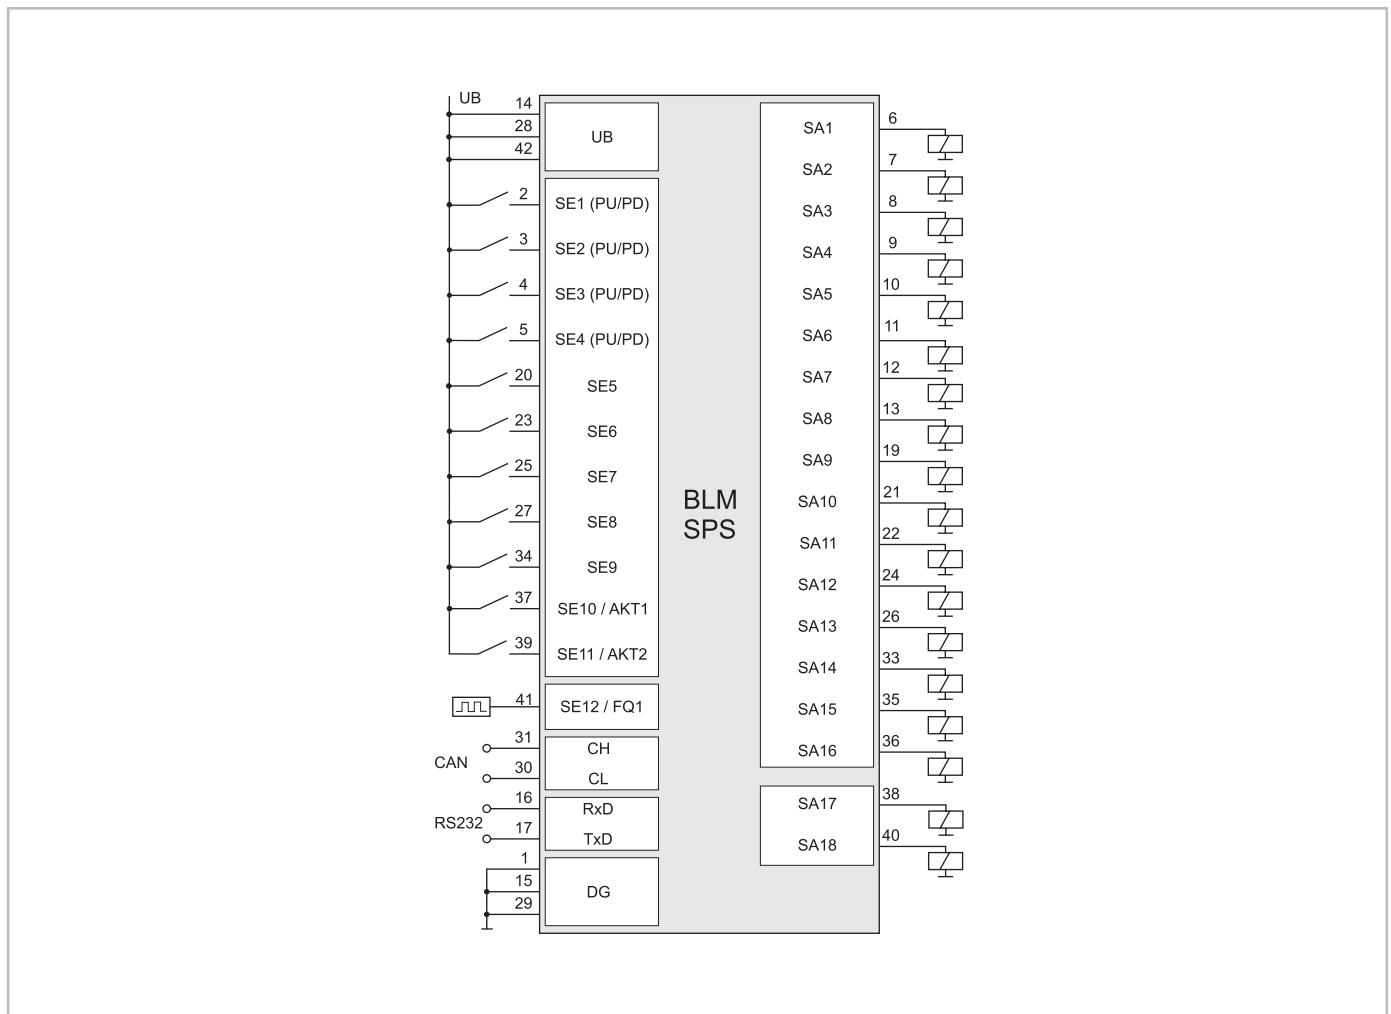 UB
14
28
42
UB
2
SE1 (PU/PD)
3
SE2 (PU/PD)
4
SE3 (PU/PD)
5
SE4 (PU/PD)
20
SE5
23
SE6
25
SE7
27
SE8
34
SE9
37
SE10 / AKT1
39
SE11 / AKT2
41
SE12 / FQ1
CAN
31
CH
30
CL
RS232
16
RxD
17
TxD
1
15
29
DG
BLM
SPS
SA1
6
SA2
7
SA3
8
SA4
9
SA5
10
SA6
11
SA7
12
SA8
13
SA9
19
SA10
21
SA11
22
SA12
24
SA13
26
SA14
33
SA15
35
SA16
36
SA17
38
SA18
40